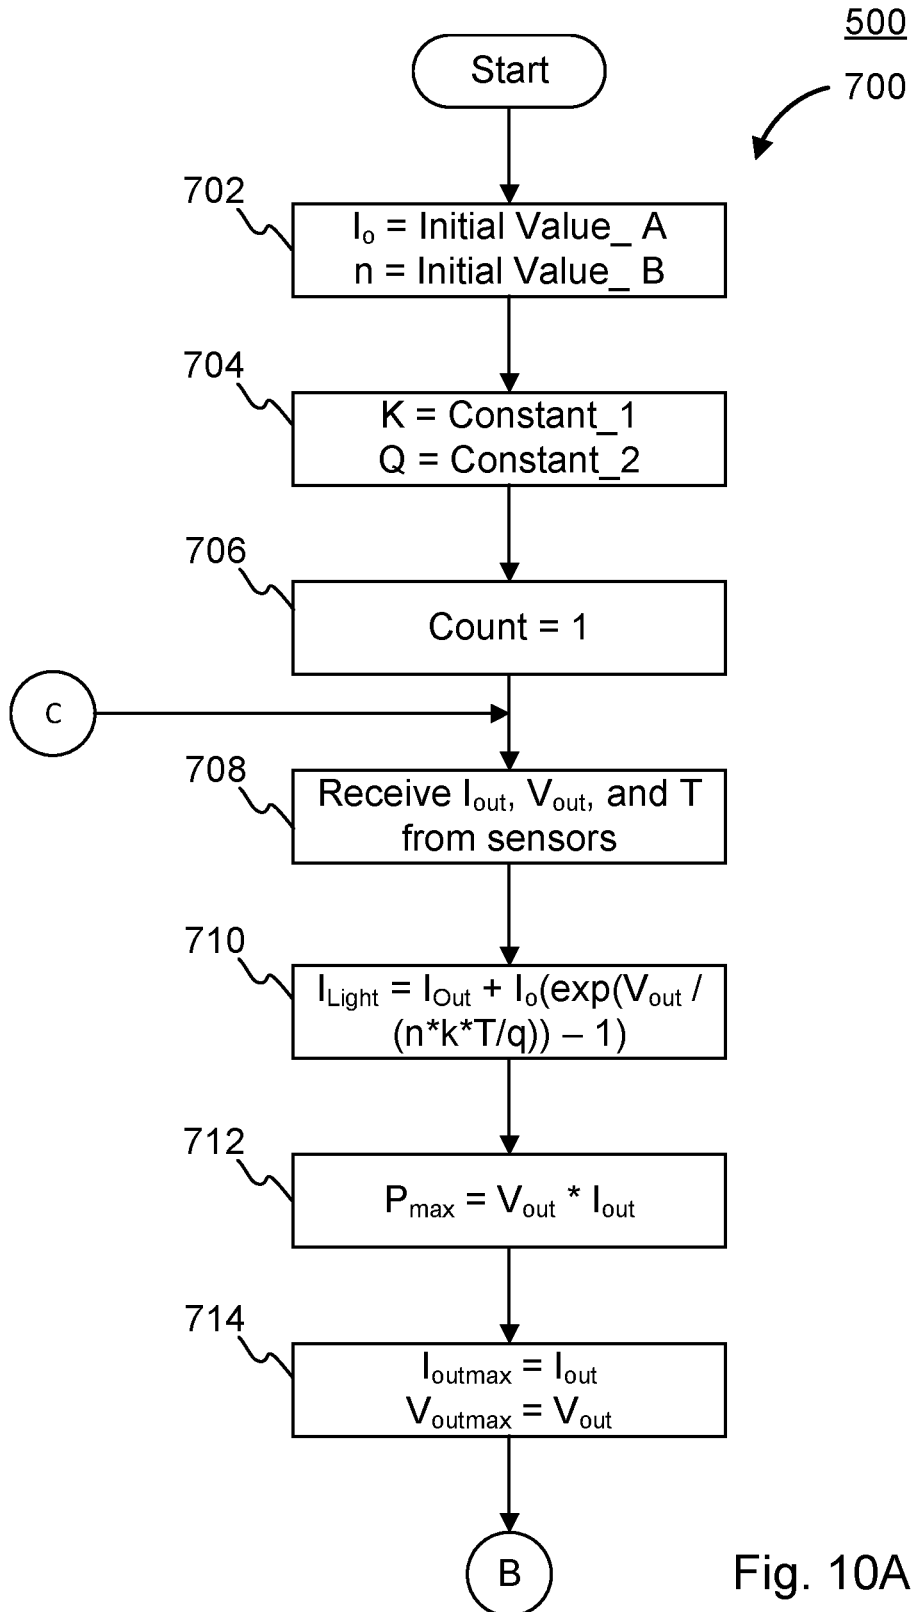 500
Start
700
702
I₀ = Initial Value_ A
n = Initial Value_ B
704
K = Constant_1
Q = Constant_2
706
Count = 1
C
708
Receive Iout, Vout, and T
from sensors
710
ILight = IOut + Io(exp(Vout /
(n*k*T/q)) – 1)
712
Pmax = Vout * Iout
714
Ioutmax = Iout
Voutmax = Vout
B
Fig. 10A